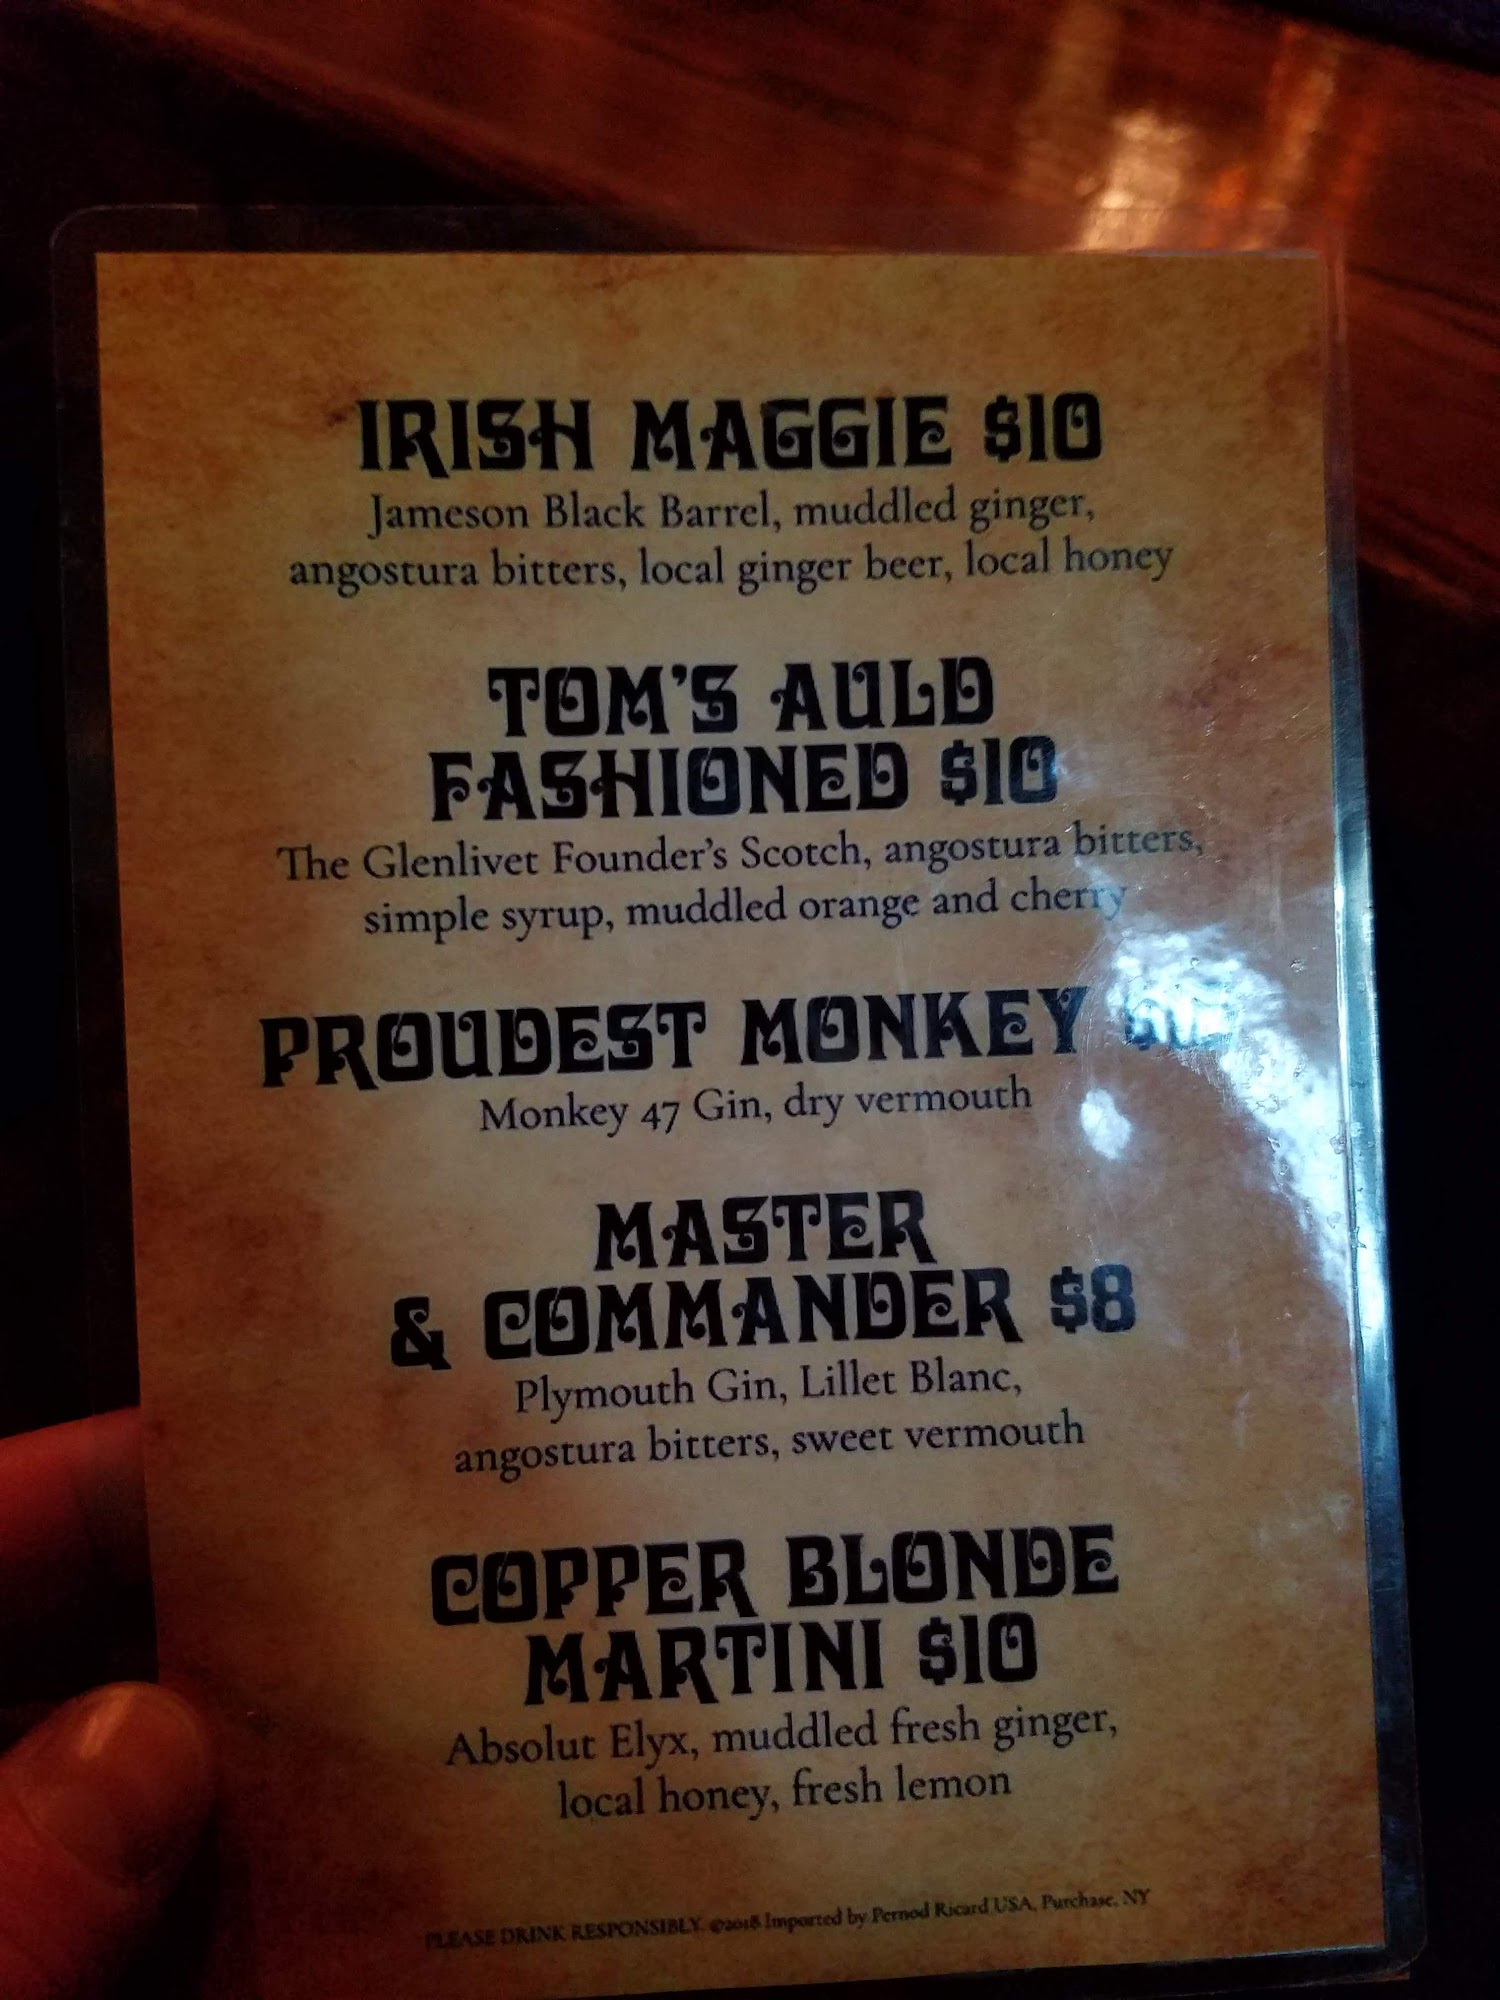 IRISH MAGGIE $10
Jameson Black Barrel, muddled ginger,
angostura bitters, local ginger beer, local honey
TOM'S AULD
FASHIONED $10
The Glenlivet Founder's Scotch, angostura bitters,
simple syrup, muddled orange and cherry
PROUDEST MONKEY
Monkey 47 Gin, dry vermouth
MASTER
& COMMANDER $8
Plymouth Gin, Lillet Blanc,
angostura bitters, sweet vermouth
COPPER BLONDE
MARTINI $10
Absolut Elyx, muddled fresh ginger,
local honey, fresh lemon
PLEASE DRINK RESPONSIBLY. ©2018 Imported by Pernod Ricard USA, Purchase, NY